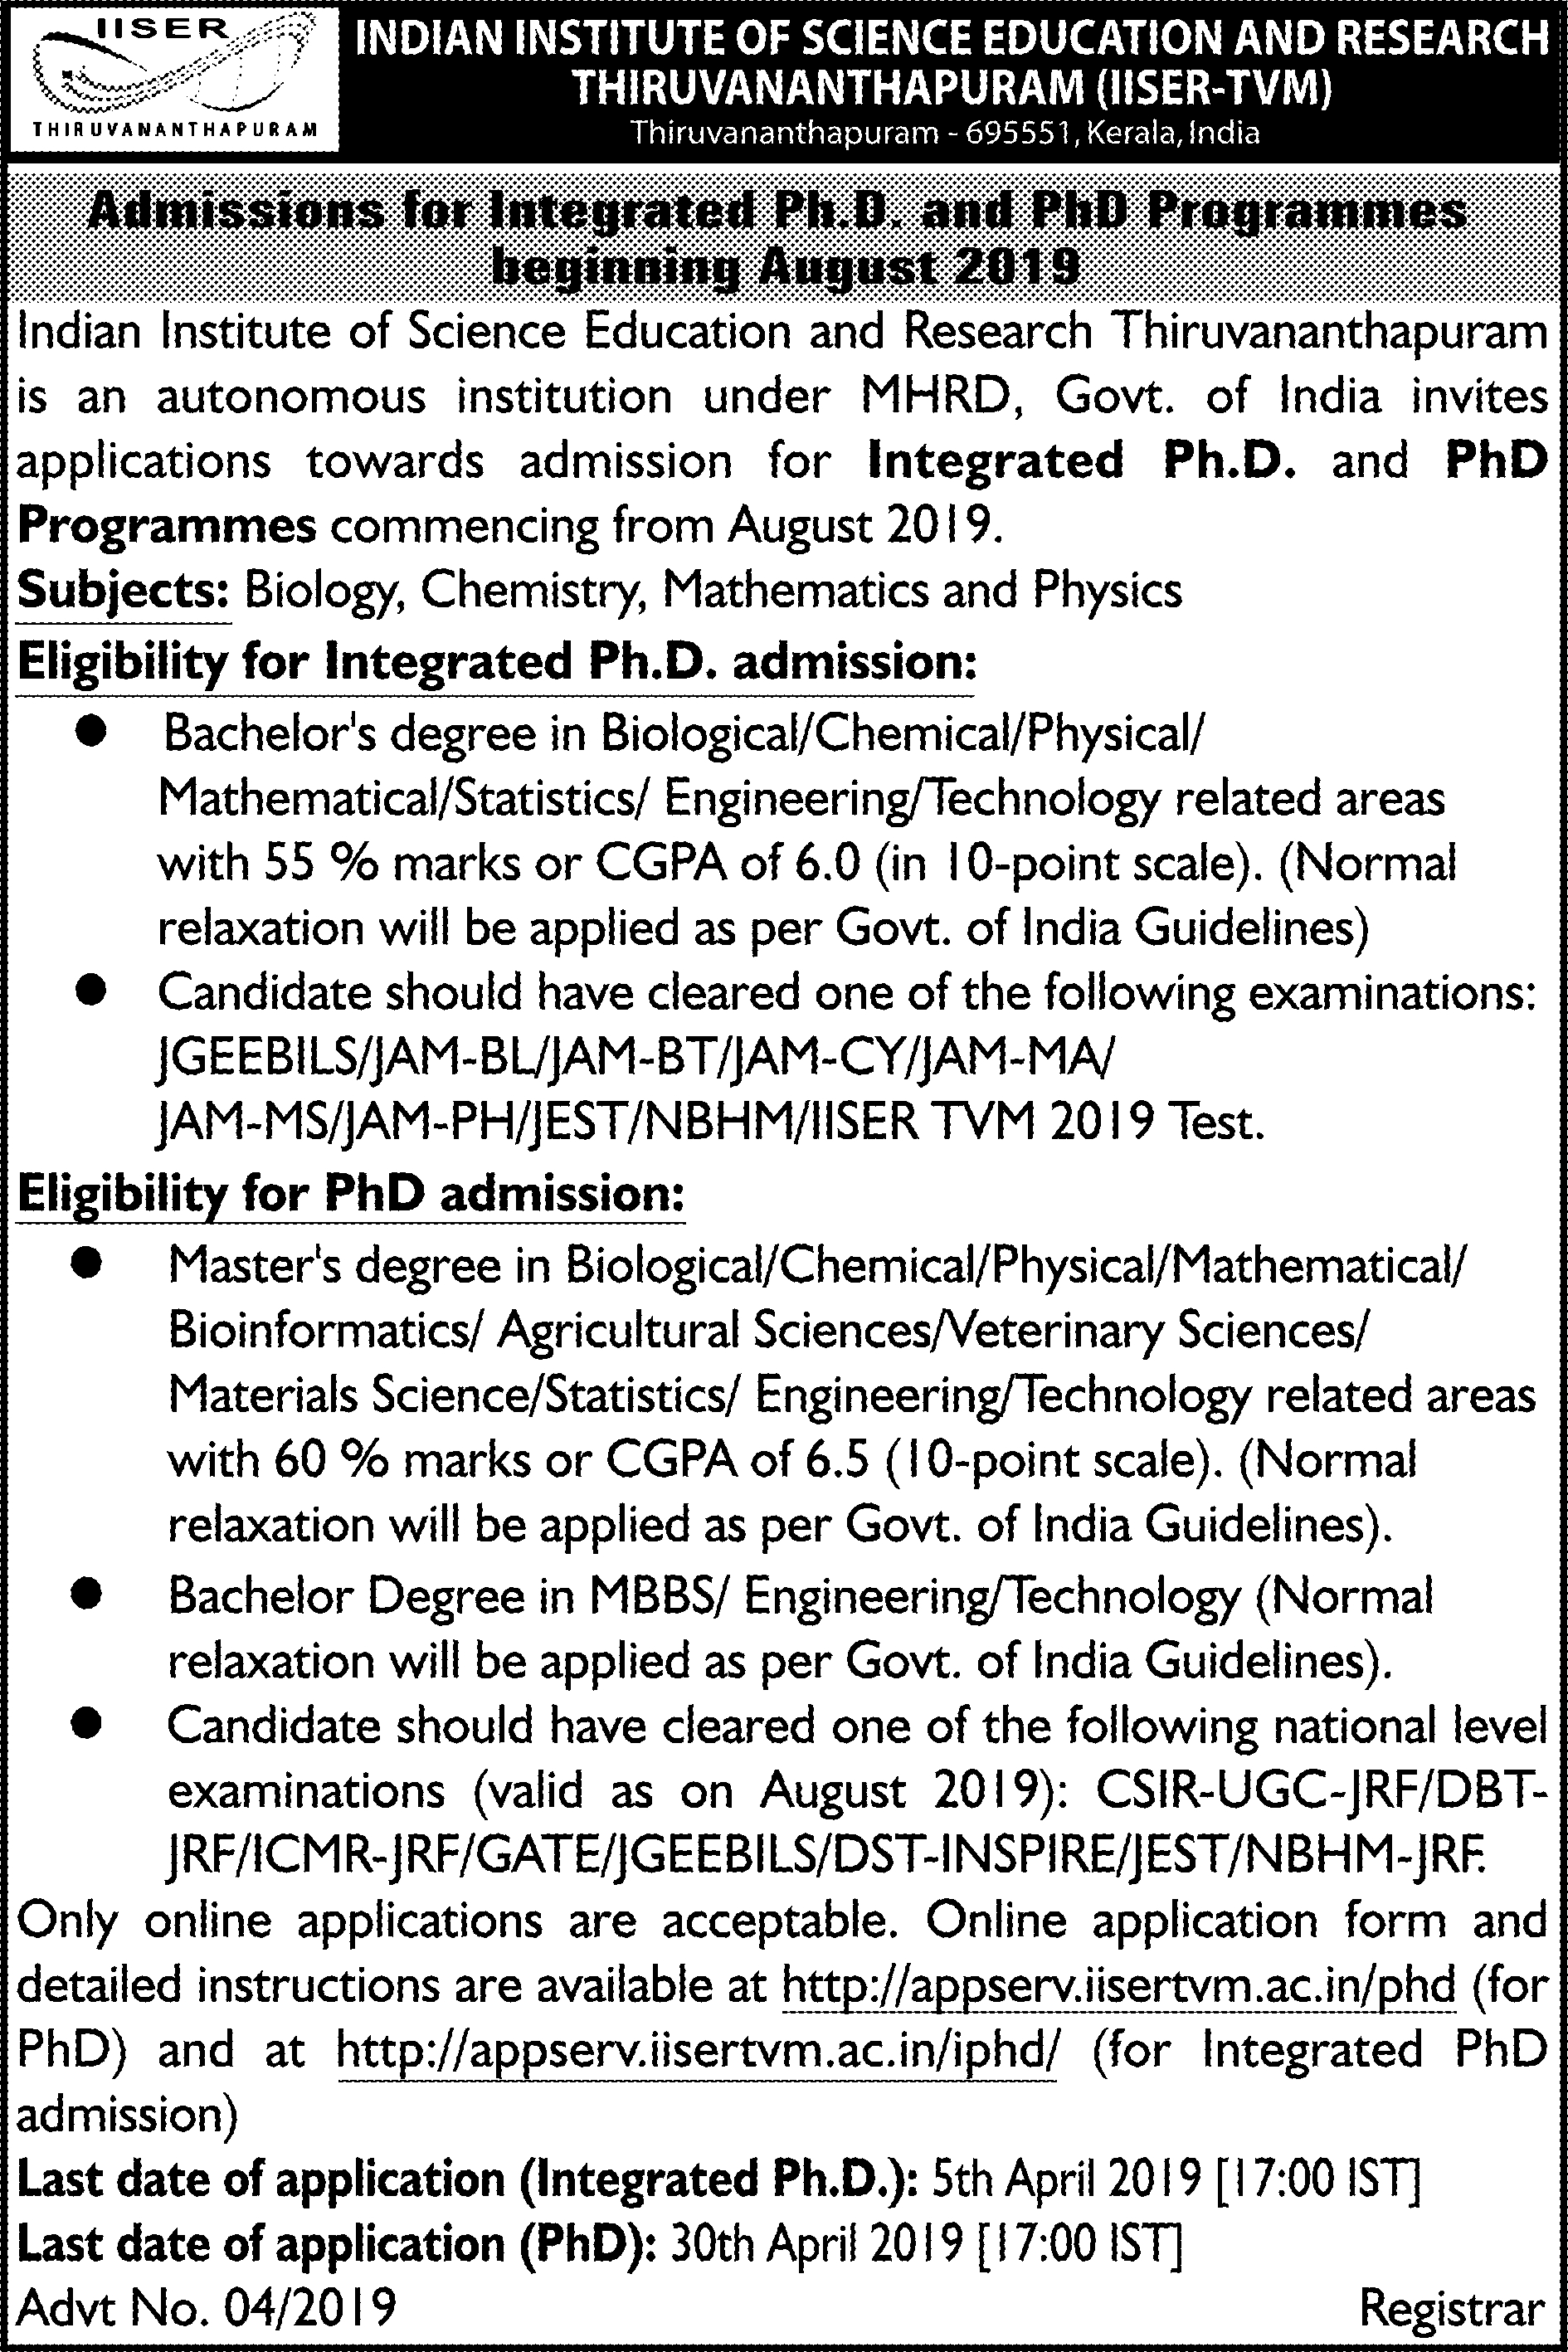 IISER
THIRUVANANTHAPURAM
INDIAN INSTITUTE OF SCIENCE EDUCATION AND RESEARCH
THIRUVANANTHAPURAM (IISER-TVM)
Thiruvananthapuram - 695551, Kerala, India
Admissions for Integrated Ph.D. and PhD Programmes
beginning August 2019
Indian Institute of Science Education and Research Thiruvananthapuram
is an autonomous institution under MHRD, Govt. of India invites
applications towards admission for Integrated Ph.D. and PhD
Programmes commencing from August 2019.
Subjects: Biology, Chemistry, Mathematics and Physics
Eligibility for Integrated Ph.D. admission:
● Bachelor's degree in Biological/Chemical/Physical/
Mathematical/Statistics/ Engineering/Technology related areas
with 55 % marks or CGPA of 6.0 (in 10-point scale). (Normal
relaxation will be applied as per Govt. of India Guidelines)
● Candidate should have cleared one of the following examinations:
JGEEBILS/JAM-BL/JAM-BT/JAM-CY/JAM-MA/
JAM-MS/JAM-PH/JEST/NBHM/IISER TVM 2019 Test.
Eligibility for PhD admission:
● Master's degree in Biological/Chemical/Physical/Mathematical/
Bioinformatics/ Agricultural Sciences/Veterinary Sciences/
Materials Science/Statistics/ Engineering/Technology related areas
with 60 % marks or CGPA of 6.5 (10-point scale). (Normal
relaxation will be applied as per Govt. of India Guidelines).
● Bachelor Degree in MBBS/ Engineering/Technology (Normal
relaxation will be applied as per Govt. of India Guidelines).
● Candidate should have cleared one of the following national level
examinations (valid as on August 2019): CSIR-UGC-JRF/DBT-
JRF/ICMR-JRF/GATE/JGEEBILS/DST-INSPIRE/JEST/NBHM-JRF.
Only online applications are acceptable. Online application form and
detailed instructions are available at http://appserv.iisertvm.ac.in/phd (for
PhD) and at http://appserv.iisertvm.ac.in/iphd/ (for Integrated PhD
admission)
Last date of application (Integrated Ph.D.): 5th April 2019 [17:00 IST]
Last date of application (PhD): 30th April 2019 [17:00 IST]
Advt No. 04/2019 Registrar